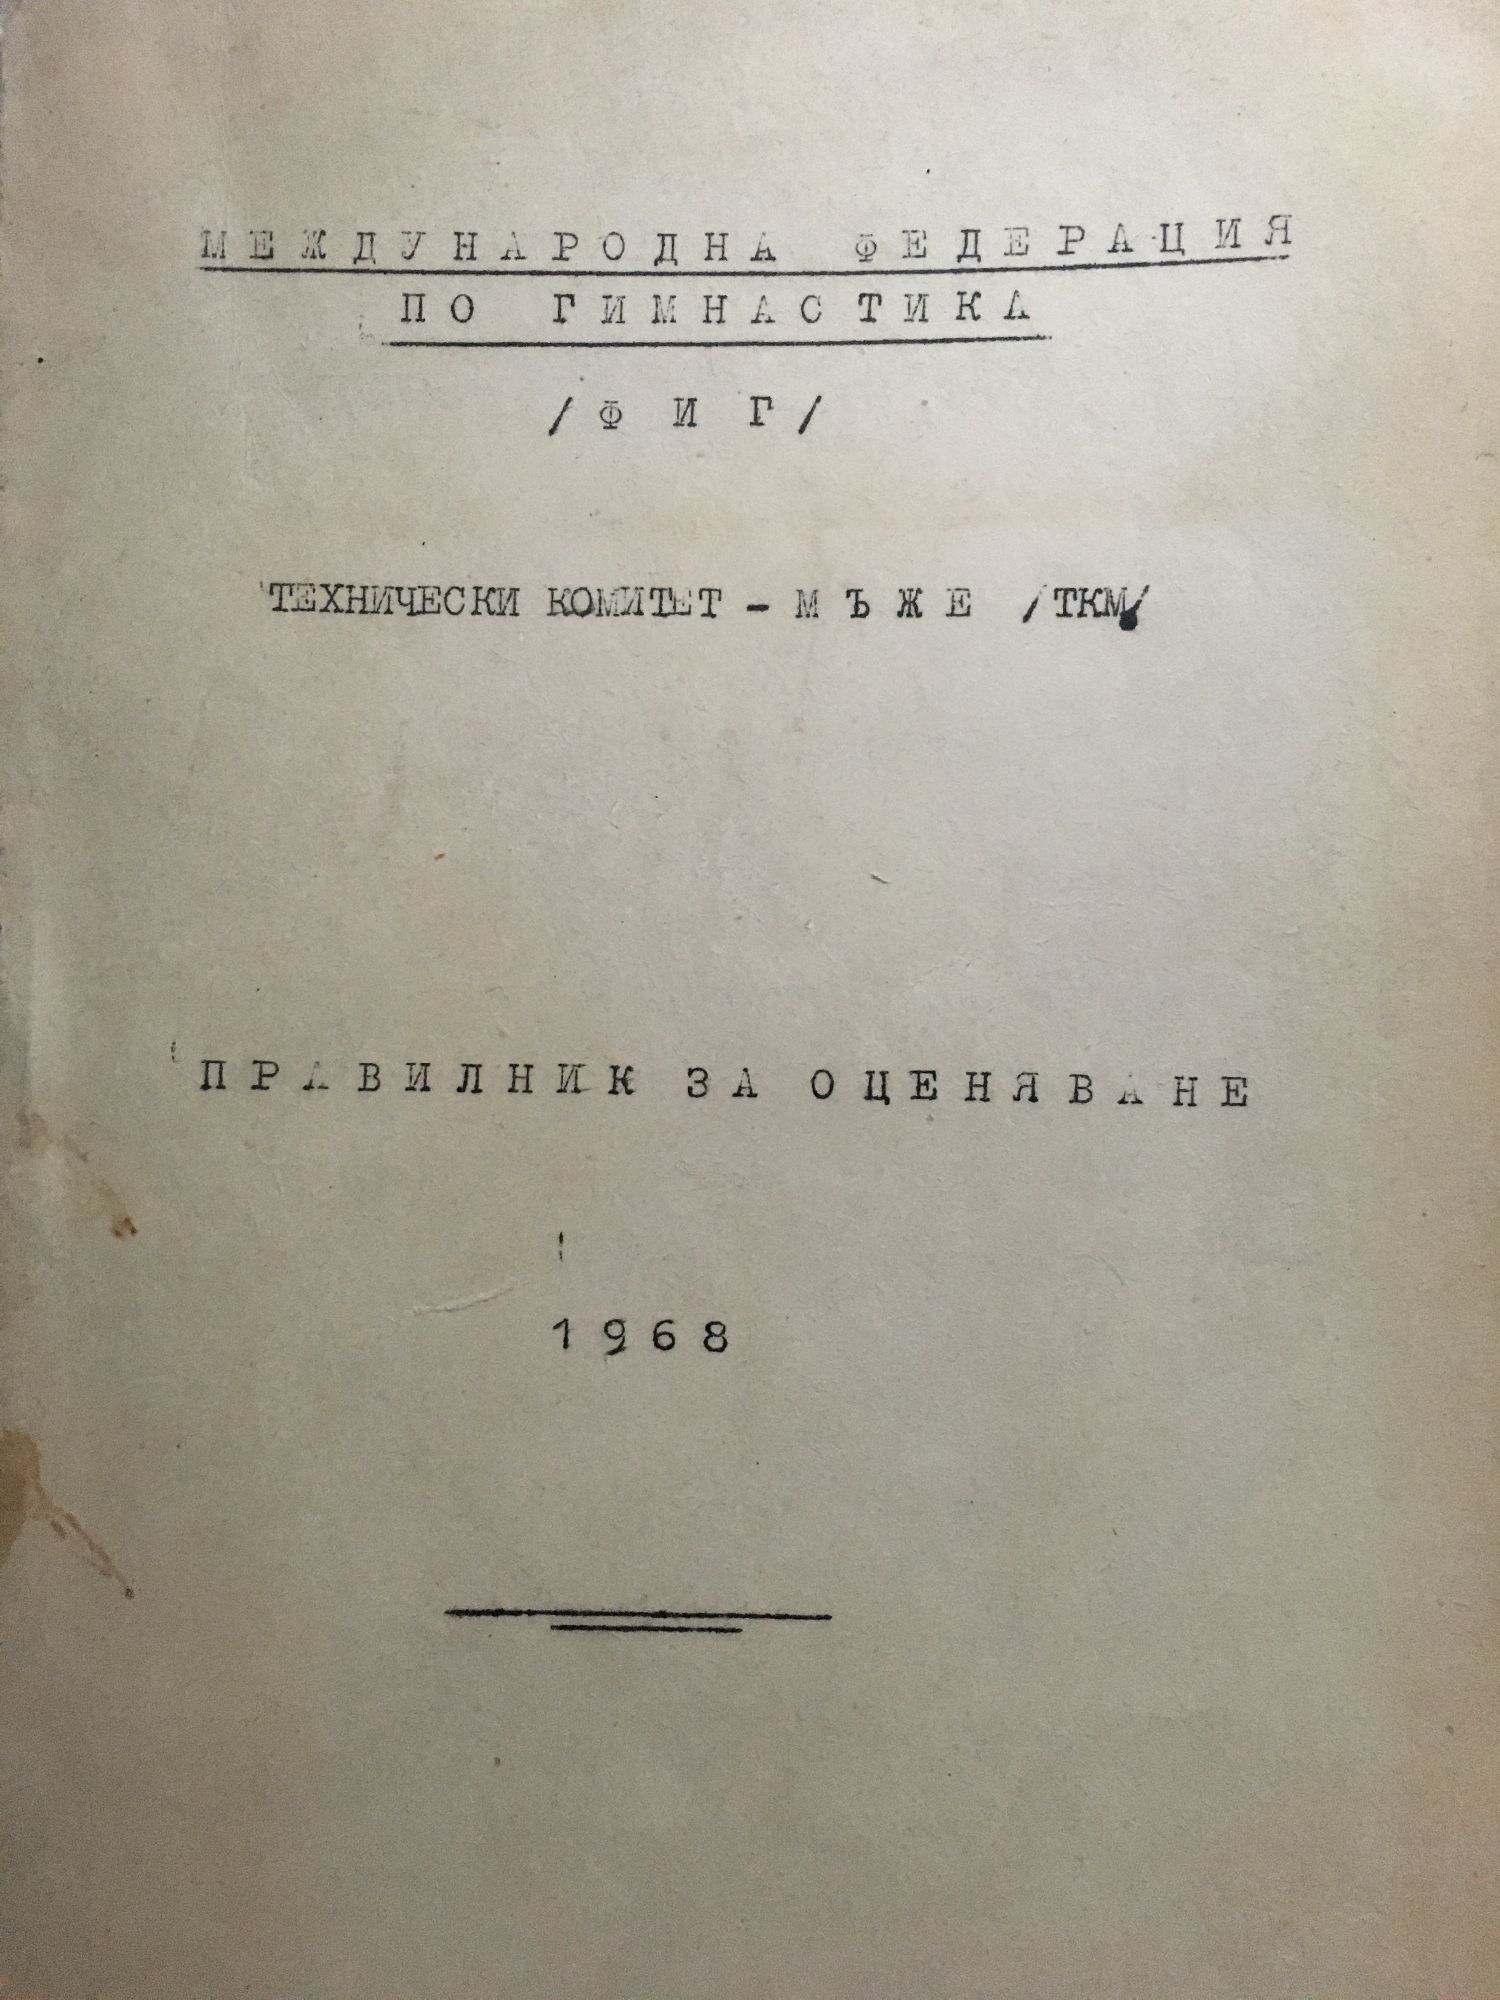 МЕЖДУНАРОДНА ФЕДЕРАЦИЯ
ПО ГИМНАСТИКА
/ФИГ/
ТЕХНИЧЕСКИ КОМИТЕТ - МЪЖЕ /ТКМ/
ПРАВИЛНИК ЗА ОЦЕНЯВАНЕ
1968